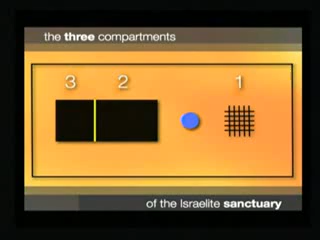 the three compartments
3 2 1
of the Israelite sanctuary